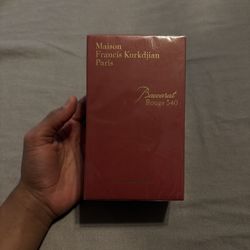 Maison
Francis Kurkdjian
Paris
Baccarat
Rouge 540